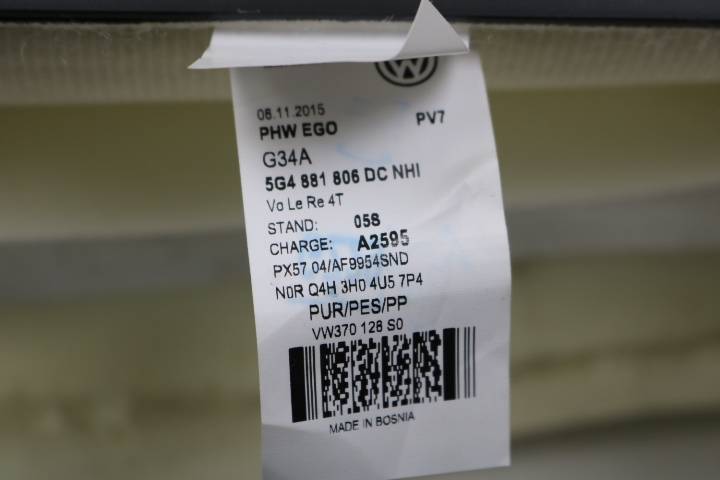 06.11.2015
PHW EGO PV7
G34A
5G4 881 806 DC NHI
Vo Le Re 4T
STAND: 058
CHARGE: A2595
PX57 04/AF9954SND
N0R Q4H 3H0 4U5 7P4
PUR/PES/PP
VW370 128 S0
MADE IN BOSNIA